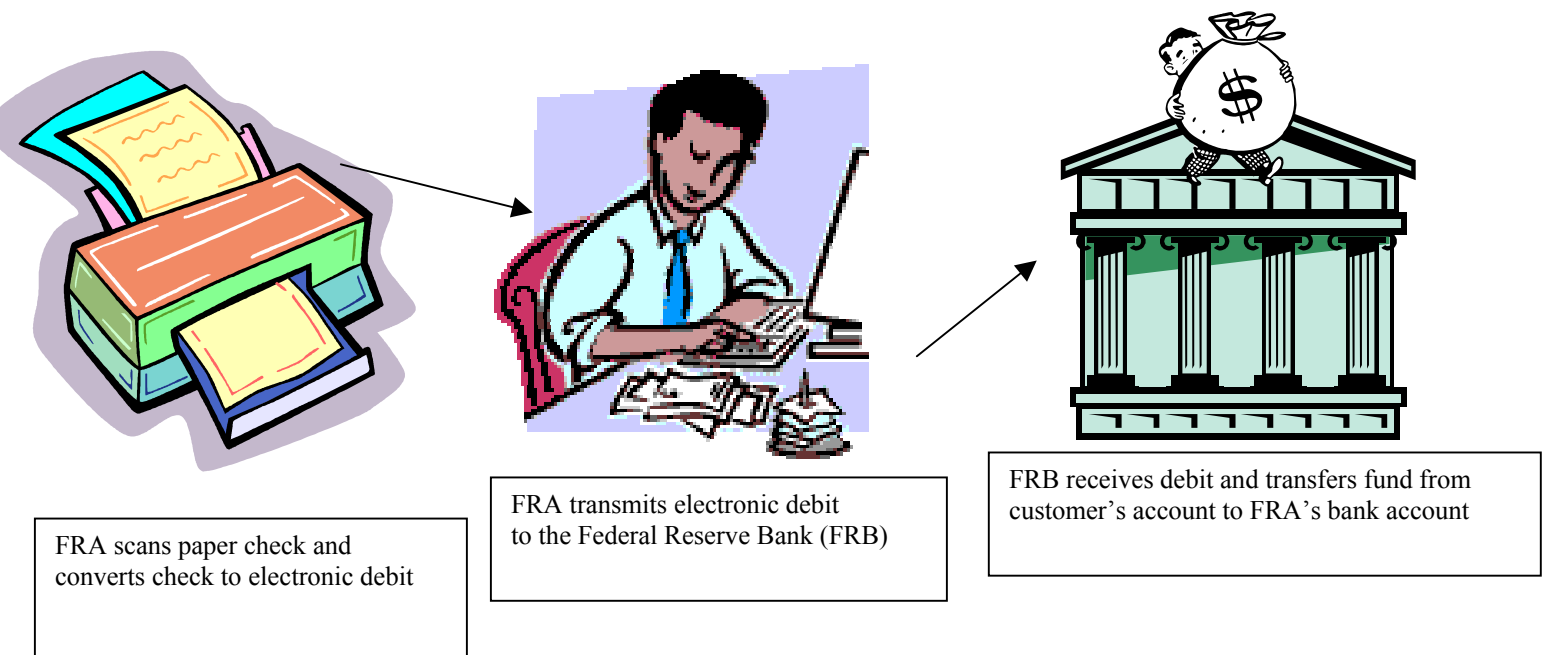 $
FRA scans paper check and
converts check to electronic debit
FRA transmits electronic debit
to the Federal Reserve Bank (FRB)
FRB receives debit and transfers fund from
customer’s account to FRA’s bank account